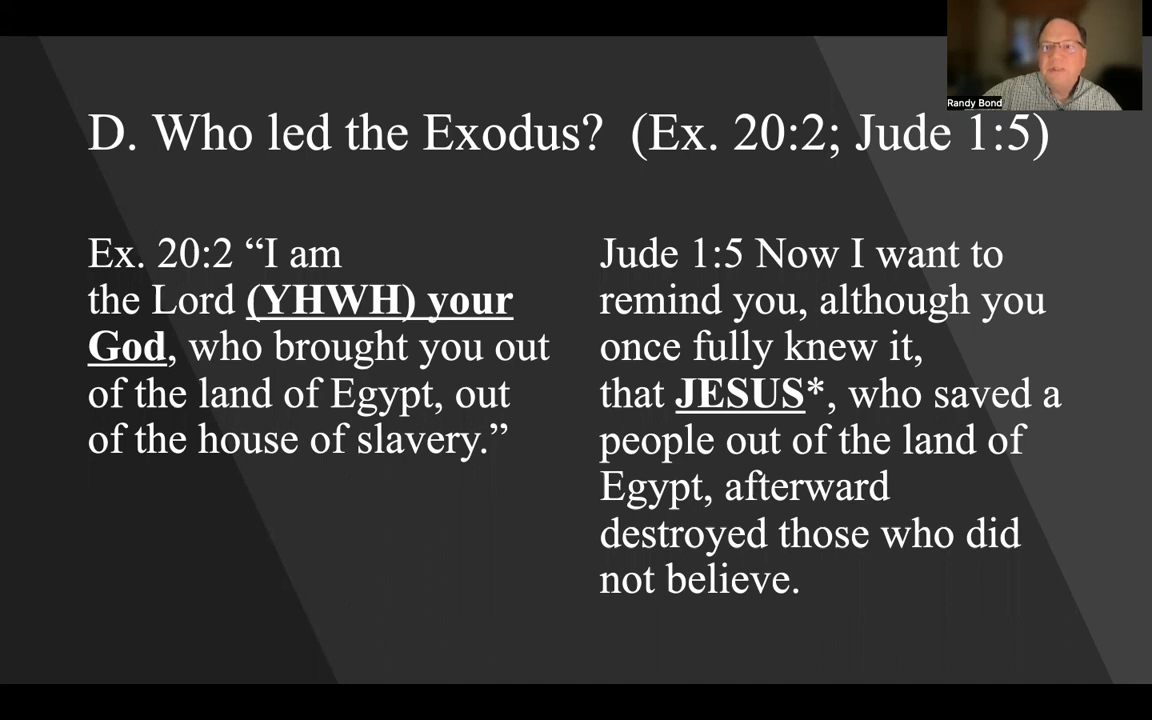 Randy Bond
D. Who led the Exodus?  (Ex. 20:2; Jude 1:5)
Ex. 20:2 “I am
the Lord (YHWH) your
God, who brought you out
of the land of Egypt, out
of the house of slavery.”
Jude 1:5 Now I want to
remind you, although you
once fully knew it,
that JESUS*, who saved a
people out of the land of
Egypt, afterward
destroyed those who did
not believe.